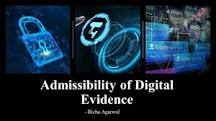 Admissibility of Digital
Evidence
-Richa Agarwal